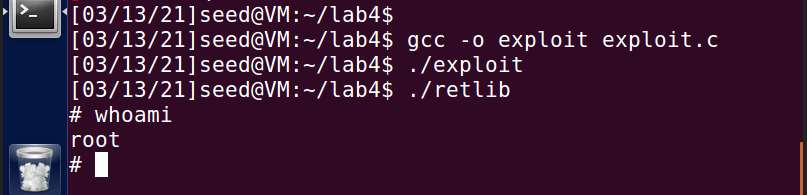 [03/13/21]seed@VM:~/lab4$
[03/13/21]seed@VM:~/lab4$ gcc -o exploit exploit.c
[03/13/21]seed@VM:~/lab4$ ./exploit
[03/13/21]seed@VM:~/lab4$ ./retlib
# whoami
root
#